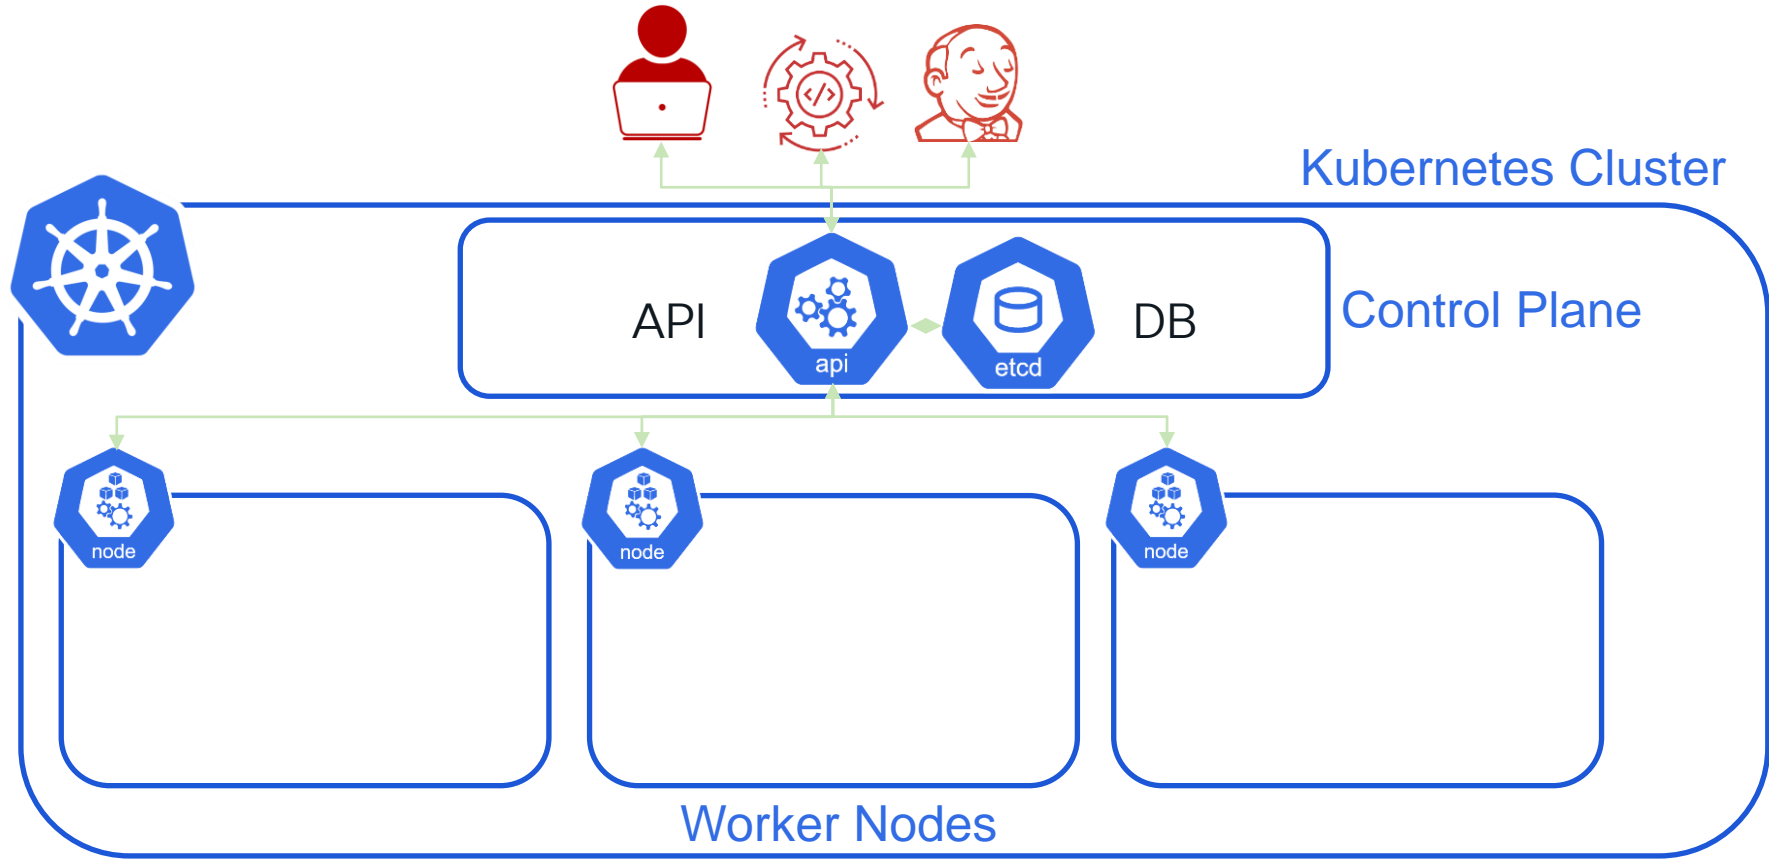 Kubernetes Cluster
API
api
etcd
DB
Control Plane
node
node
node
Worker Nodes